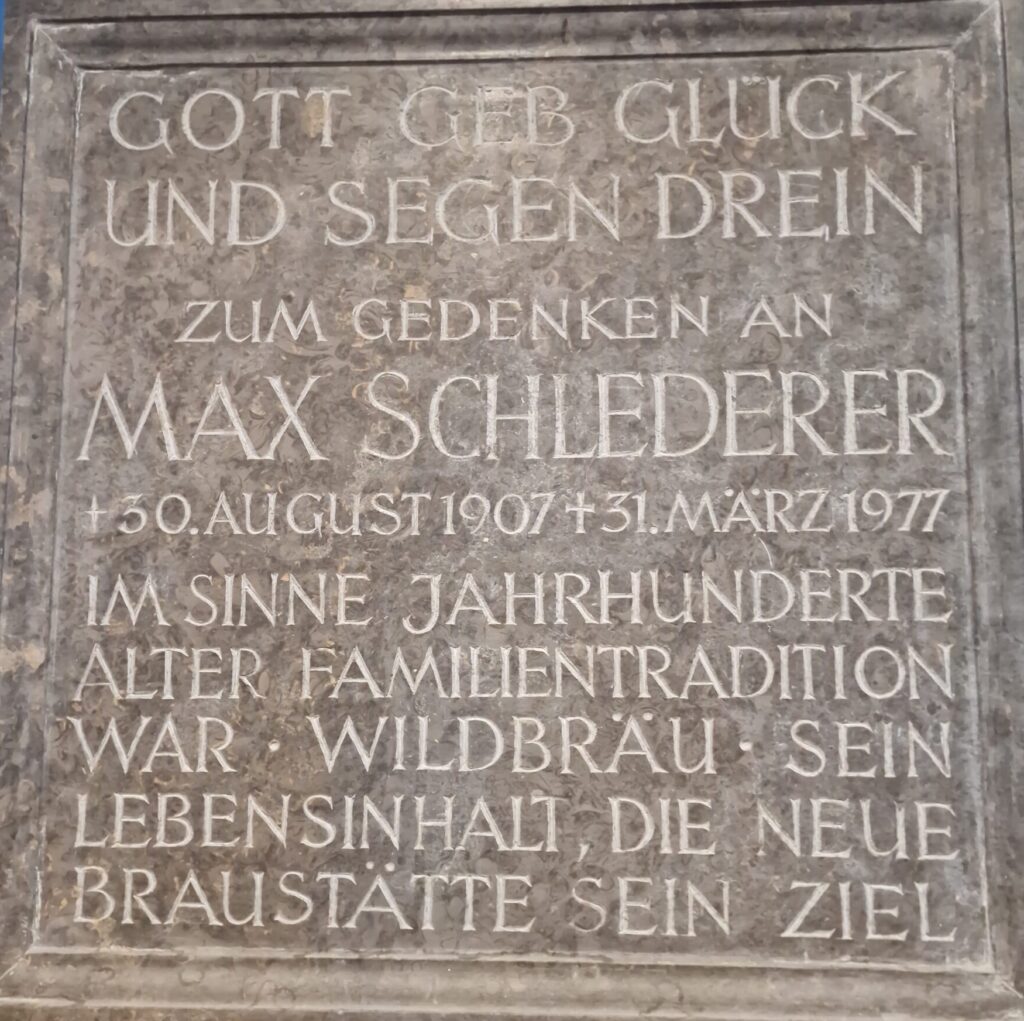 GOTT GEB GLÜCK
UND SEGEN DREIN
ZUM GEDENKEN AN
MAX SCHLEDERER
+30. AUGUST 1907 +31. MÄRZ 1977
IM SINNE JAHRHUNDERTE
ALTER FAMILIENTRADITION
WAR · WILDBRÄU · SEIN
LEBENSINHALT, DIE NEUE
BRAUSTÄTTE SEIN ZIEL